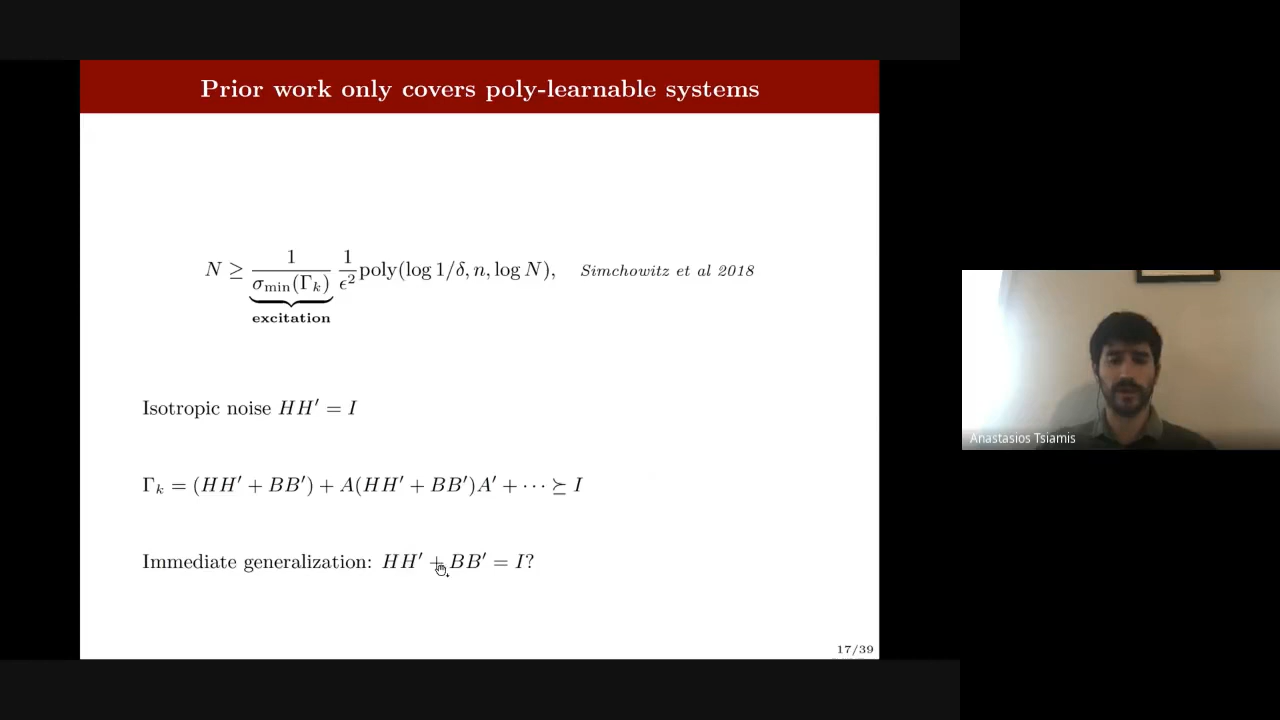 Prior work only covers poly-learnable systems
N ≥ 1/σ_min(Γ_k) 1/ϵ² poly(log 1/δ, n, log N), Simchowitz et al 2018
excitation
Isotropic noise HH′ = I
Γ_k = (HH′ + BB′) + A(HH′ + BB′)A′ + ··· ⪰ I
Immediate generalization: HH′ + BB′ = I?
17/39
Anastasios Tsiamis